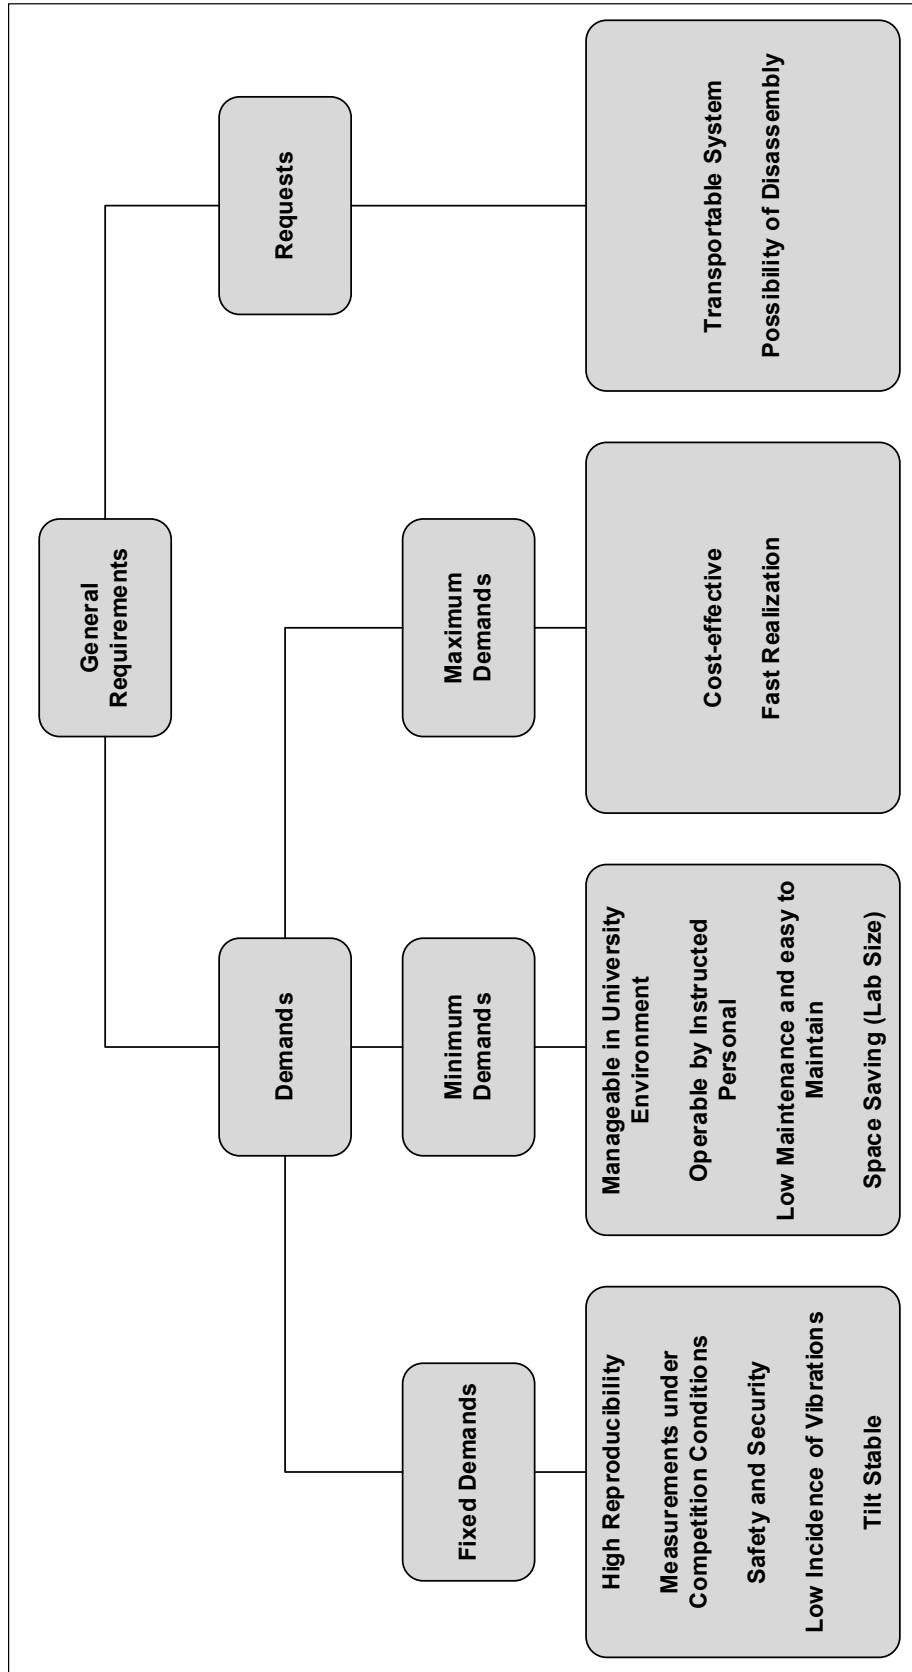 General
Requirements
Demands
Requests
Fixed Demands
Minimum
Demands
Maximum
Demands
High Reproducibility
Measurements under
Competition Conditions
Safety and Security
Low Incidence of Vibrations
Tilt Stable
Manageable in University
Environment
Operable by Instructed
Personal
Low Maintenance and easy to
Maintain
Space Saving (Lab Size)
Cost-effective
Fast Realization
Transportable System
Possibility of Disassembly